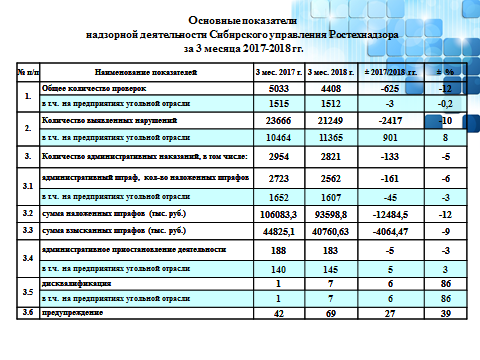 Основные показатели
надзорной деятельности Сибирского управления Ростехнадзора
за 3 месяца 2017-2018 гг.
№ п/п Наименование показателей 3 мес. 2017 г. 3 мес. 2018 г. ± 2017/2018 гг. ± %
1. Общее количество проверок 5033 4408 -625 -12
в т.ч. на предприятиях угольной отрасли 1515 1512 -3 -0,2
2. Количество выявленных нарушений 23666 21249 -2417 -10
в т.ч. на предприятиях угольной отрасли 10464 11365 901 8
3. Количество административных наказаний, в том числе: 2954 2821 -133 -5
3.1 административный штраф, кол-во наложенных штрафов 2723 2562 -161 -6
в т.ч. на предприятиях угольной отрасли 1652 1607 -45 -3
3.2 сумма наложенных штрафов (тыс. руб.) 106083,3 93598,8 -12484,5 -12
3.3 сумма взысканных штрафов (тыс. руб.) 44825,1 40760,63 -4064,47 -9
3.4 административное приостановление деятельности 188 183 -5 -3
в т.ч. на предприятиях угольной отрасли 140 145 5 3
3.5 дисквалификация 1 7 6 86
в т.ч. на предприятиях угольной отрасли 1 7 6 86
3.6 предупреждение 42 69 27 39